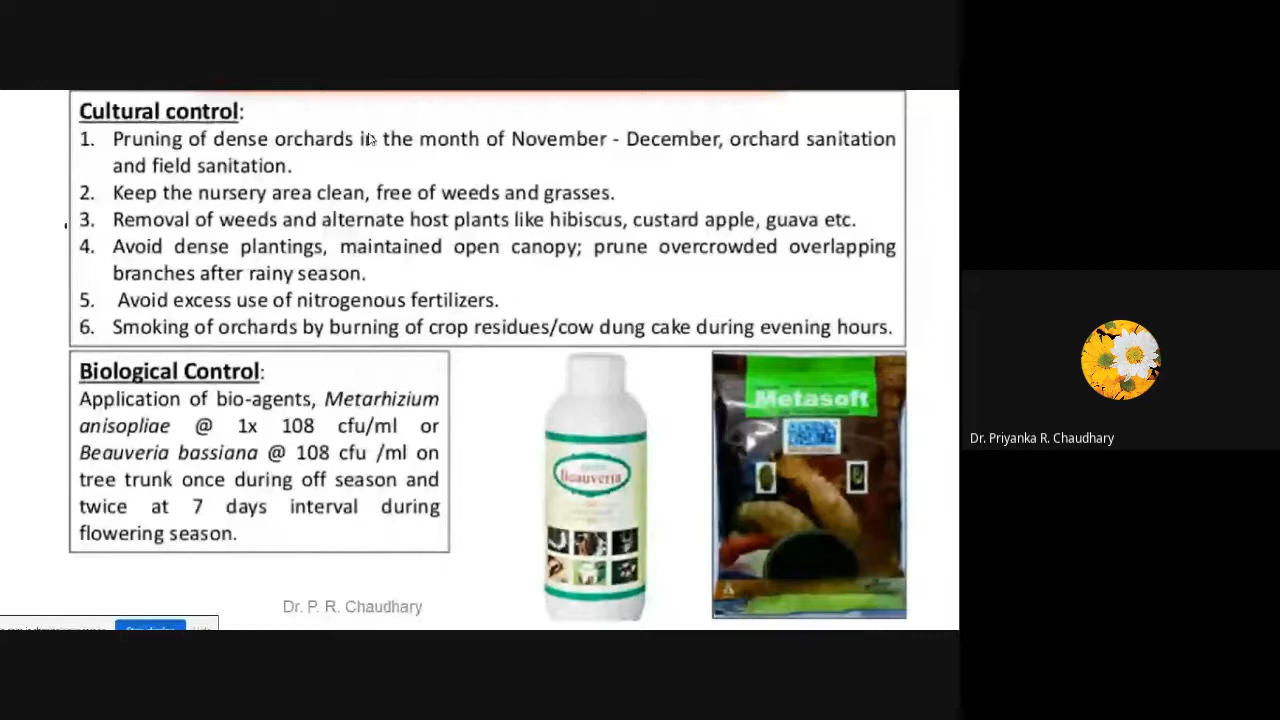 Cultural control:
1. Pruning of dense orchards in the month of November - December, orchard sanitation
and field sanitation.
2. Keep the nursery area clean, free of weeds and grasses.
3. Removal of weeds and alternate host plants like hibiscus, custard apple, guava etc.
4. Avoid dense plantings, maintained open canopy; prune overcrowded overlapping
branches after rainy season.
5. Avoid excess use of nitrogenous fertilizers.
6. Smoking of orchards by burning of crop residues/cow dung cake during evening hours.
Biological Control:
Application of bio-agents, Metarhizium
anisopliae @ 1x 108 cfu/ml or
Beauveria bassiana @ 108 cfu /ml on
tree trunk once during off season and
twice at 7 days interval during
flowering season.
Beauveria
Metasoft
Dr. P. R. Chaudhary
Dr. Priyanka R. Chaudhary